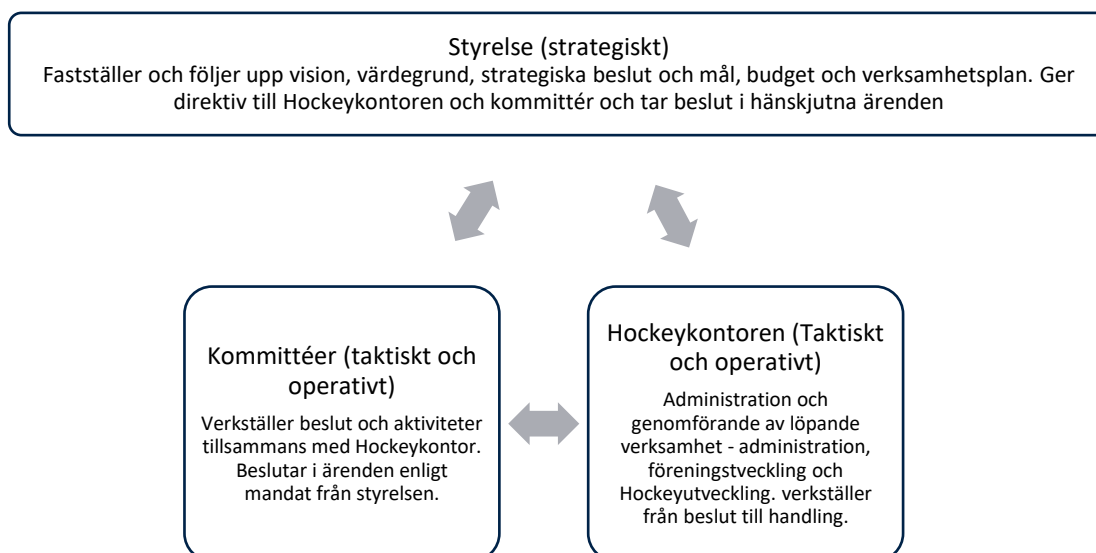 Styrelse (strategiskt)
Fastställer och följer upp vision, värdegrund, strategiska beslut och mål, budget och verksamhetsplan. Ger
direktiv till Hockeykontoren och kommittér och tar beslut i hänskjutna ärenden
Kommittéer (taktiskt och
operativt)
Verkställer beslut och aktiviteter
tillsammans med Hockeykontor.
Beslutar i ärenden enligt
mandat från styrelsen.
Hockeykontoren (Taktiskt
och operativt)
Administration och
genomförande av löpande
verksamhet - administration,
föreningstveckling och
Hockeyutveckling. verkställer
från beslut till handling.